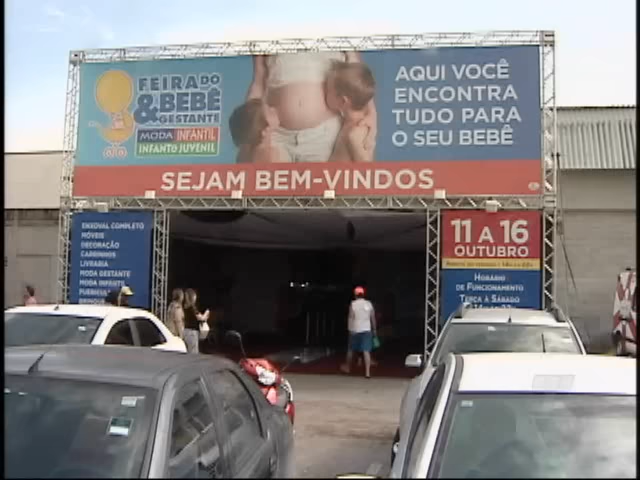 FEIRA DO
& BEBÊ
GESTANTE
MODA INFANTIL
INFANTO JUVENIL
AQUI VOCÊ
ENCONTRA
TUDO PARA
O SEU BEBÊ
SEJAM BEM-VINDOS
ENXOVAL COMPLETO
MÓVEIS
DECORAÇÃO
CARRINHOS
LIVRARIA
MODA GESTANTE
MODA INFANTIL
11 A 16
OUTUBRO
HORÁRIO
DE FUNCIONAMENTO
TERÇA À SÁBADO